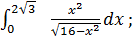 ∫₀^{2√3} x²/√(16−x²) dx ;